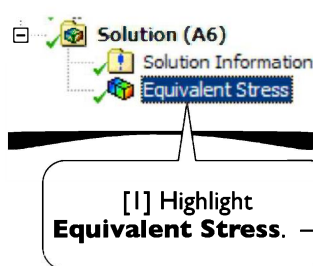 Solution (A6)
Solution Information
Equivalent Stress
[1] Highlight
Equivalent Stress.